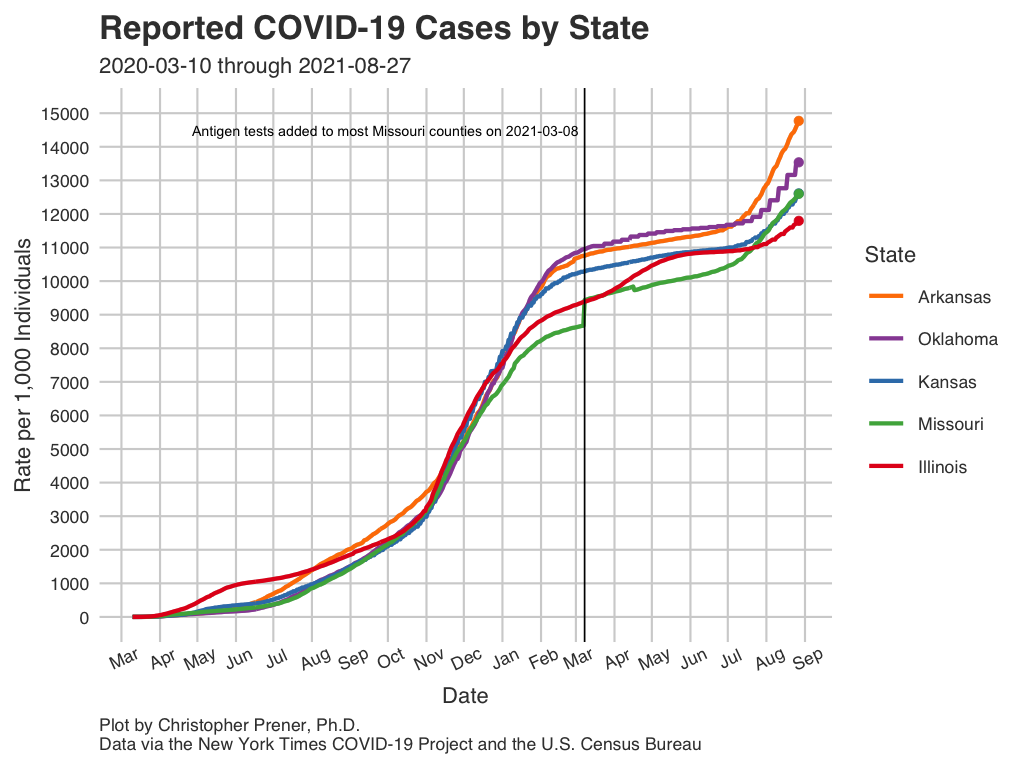 Reported COVID-19 Cases by State
2020-03-10 through 2021-08-27
Antigen tests added to most Missouri counties on 2021-03-08
Rate per 1,000 Individuals
15000
14000
13000
12000
11000
10000
9000
8000
7000
6000
5000
4000
3000
2000
1000
0
Mar Apr May Jun Jul Aug Sep Oct Nov Dec Jan Feb Mar Apr May Jun Jul Aug Sep
Date
State
Arkansas
Oklahoma
Kansas
Missouri
Illinois
Plot by Christopher Prener, Ph.D.
Data via the New York Times COVID-19 Project and the U.S. Census Bureau